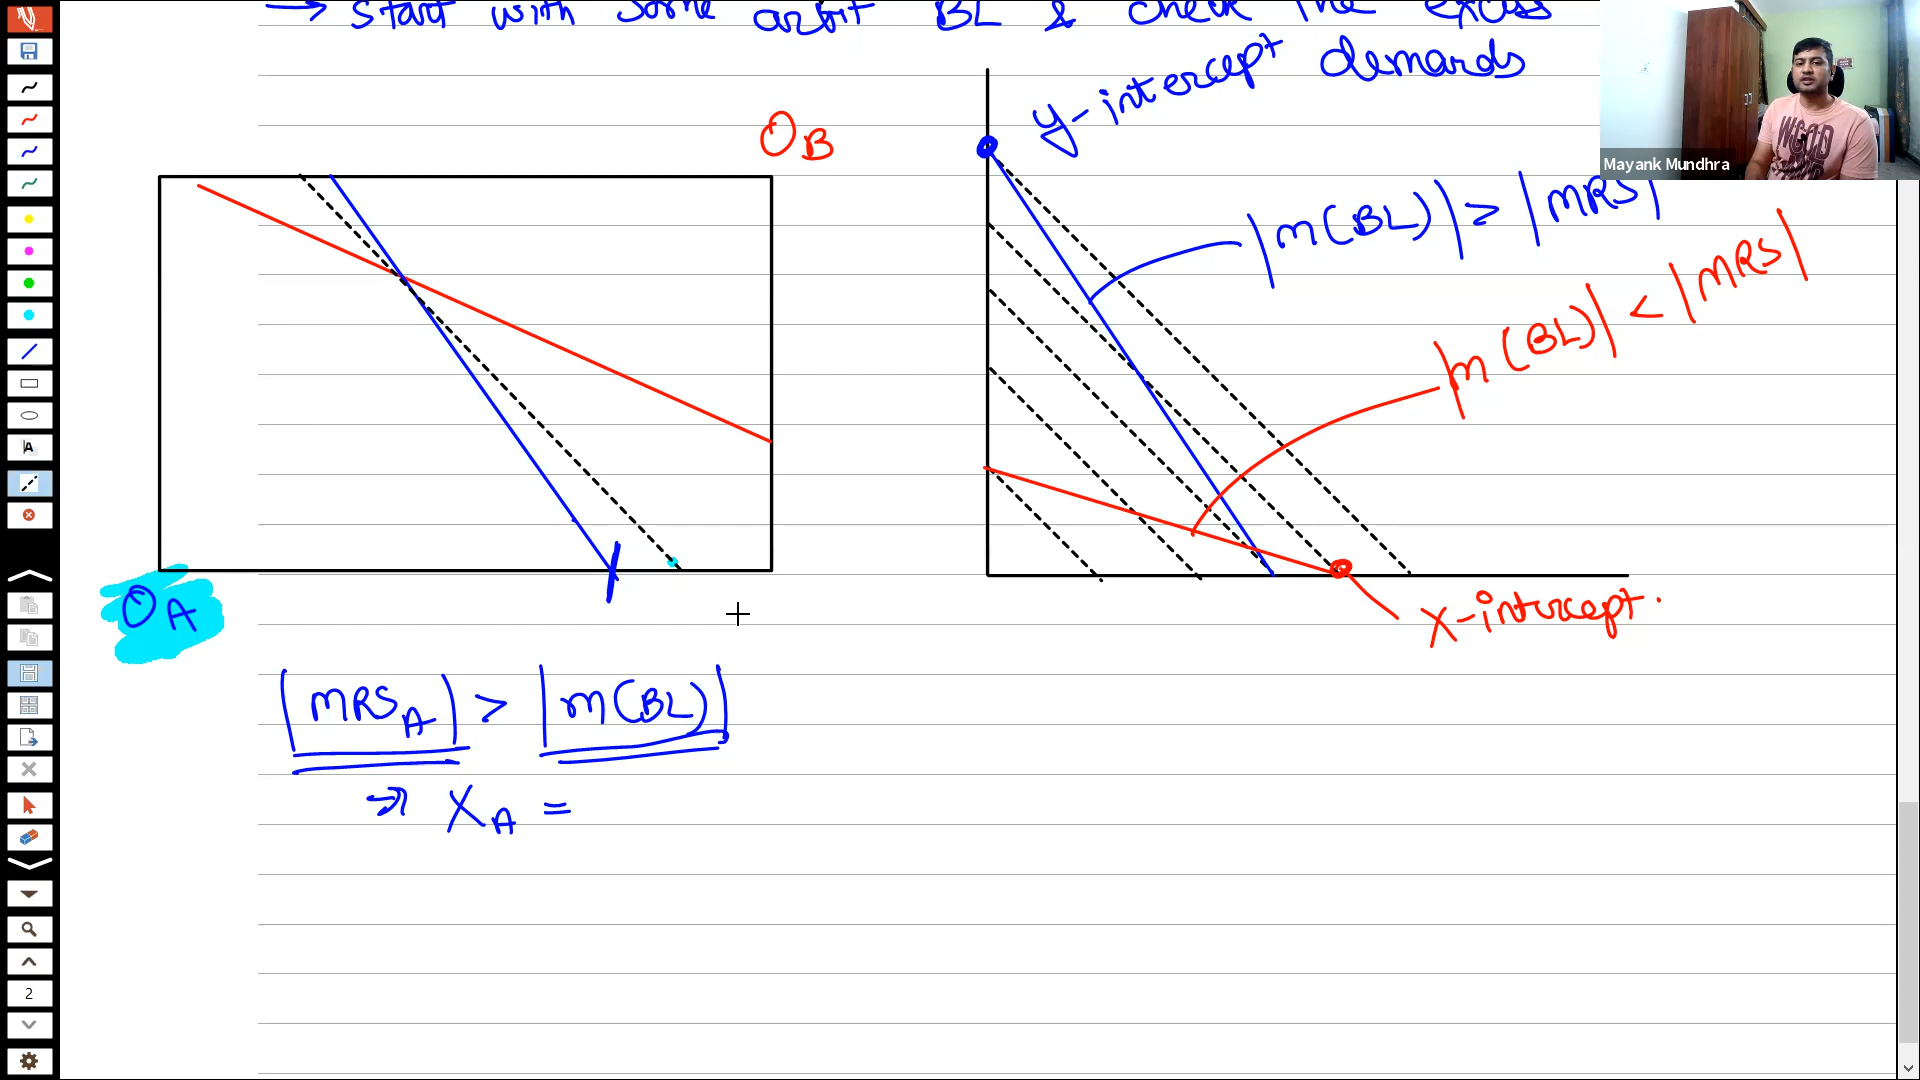 → Start with some arbit BL & check the excess
demands
y-intercept
O_B
|m(BL)| ≥ |MRS|
|m(BL)| < |MRS|
O_A
x-intercept.
|MRS_A| > |m(BL)|
⇒ X_A =
Mayank Mundhra
A
2